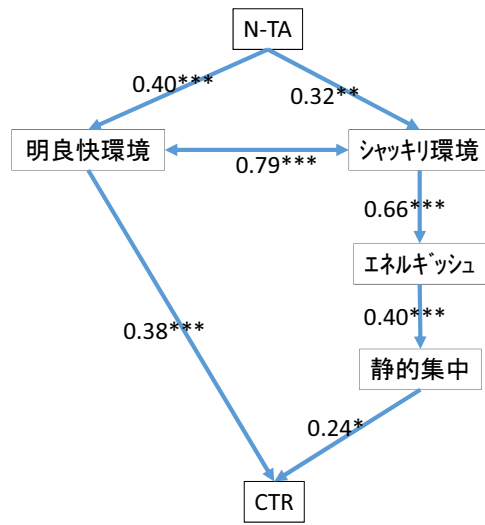 N-TA
0.40***
0.32**
明良快環境
シャッキリ環境
0.79***
0.66***
エネルギッシュ
0.40***
0.38***
静的集中
0.24*
CTR